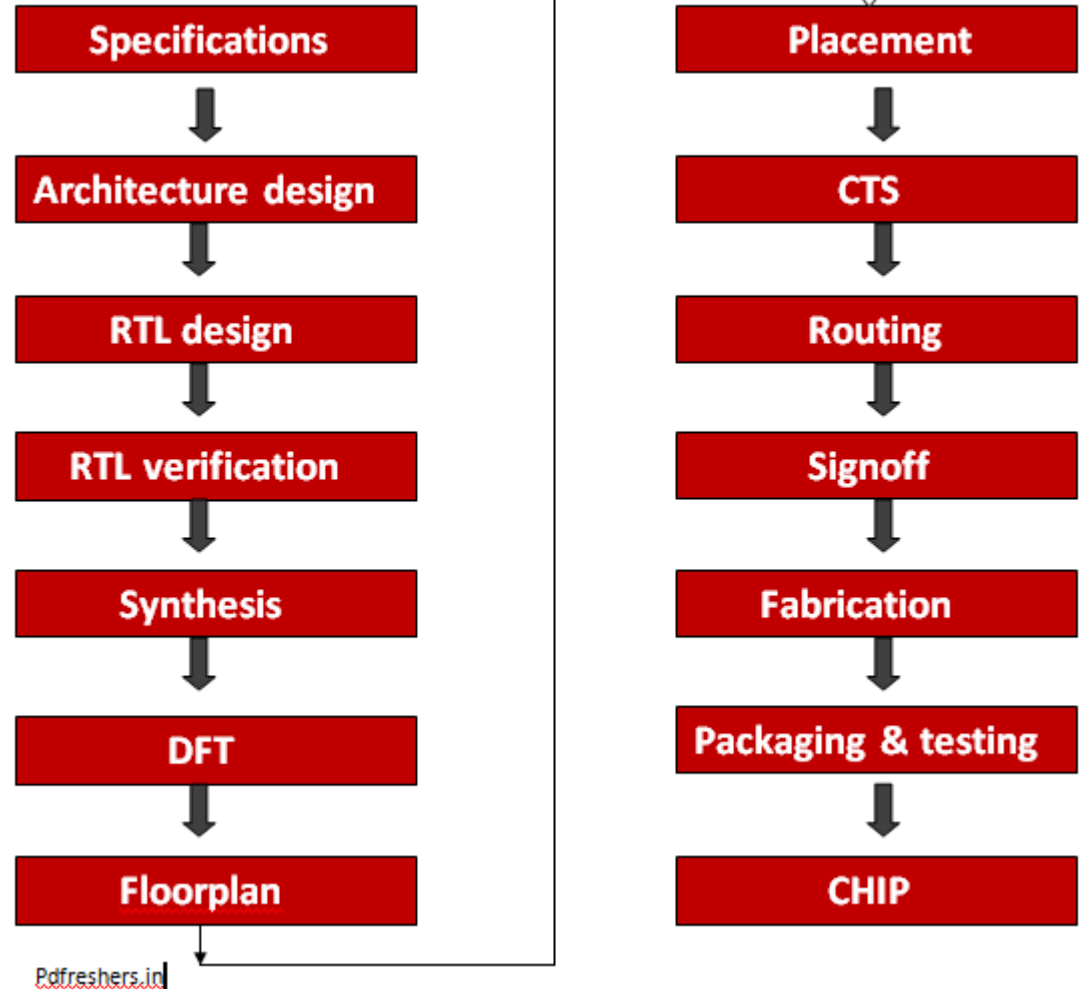 Specifications
Architecture design
RTL design
RTL verification
Synthesis
DFT
Floorplan
Placement
CTS
Routing
Signoff
Fabrication
Packaging & testing
CHIP
Pdfreshers.in